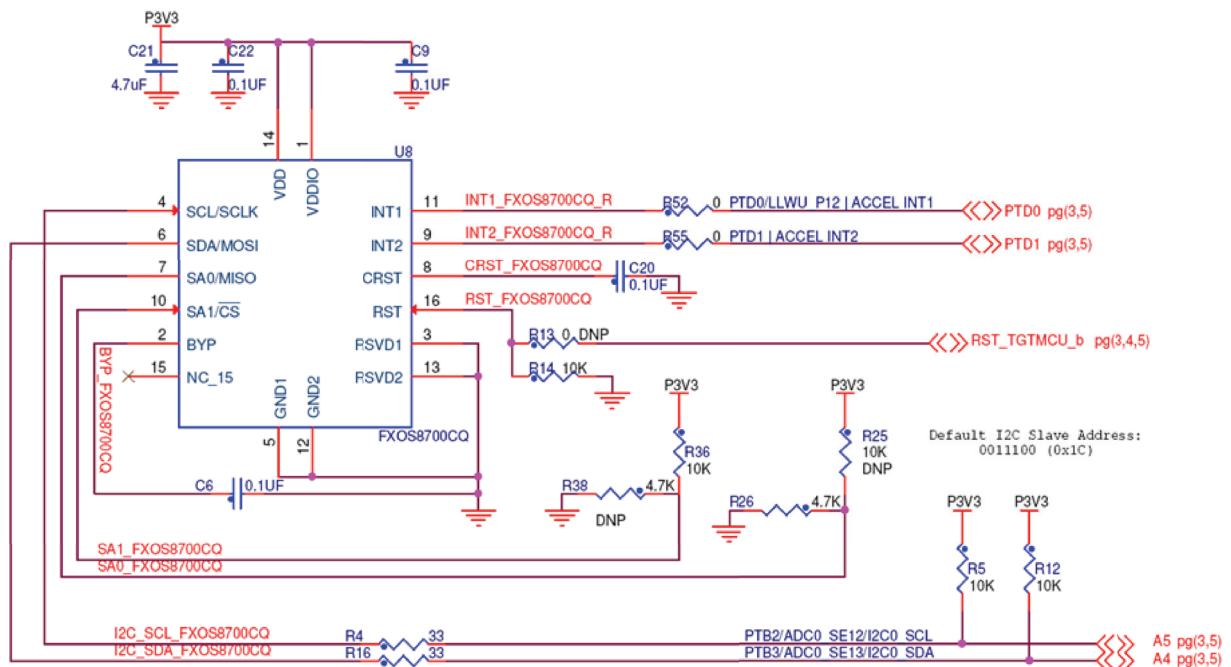 P3V3
C21
C22
C9
4.7uF
0.1UF
0.1UF
14
1
U8
VDD
VDDIO
4
SCL/SCLK
INT1
11
INT1_FXOS8700CQ_R
R52
0
PTD0/LLWU_P12 | ACCEL INT1
PTD0 pg(3,5)
6
SDA/MOSI
INT2
9
INT2_FXOS8700CQ_R
R55
0
PTD1 | ACCEL INT2
PTD1 pg(3,5)
7
SA0/MISO
CRST
8
CRST_FXOS8700CQ
C20
0.1UF
10
SA1/CS
RST
16
RST_FXOS8700CQ
2
BYP
RSVD1
3
R13
0
DNP
RST_TGTMCU_b pg(3,4,5)
15
NC_15
RSVD2
13
R14
10K
BYP_FXOS8700CQ
GND1
GND2
5
12
FXOS8700CQ
P3V3
P3V3
R36
10K
R25
10K
DNP
Default I2C Slave Address:
0011100 (0x1C)
C6
0.1UF
R38
4.7K
DNP
R26
4.7K
P3V3
P3V3
SA1_FXOS8700CQ
SA0_FXOS8700CQ
R5
10K
R12
10K
I2C_SCL_FXOS8700CQ
R4
33
PTB2/ADC0_SE12/I2C0_SCL
A5 pg(3,5)
I2C_SDA_FXOS8700CQ
R16
33
PTB3/ADC0_SE13/I2C0_SDA
A4 pg(3,5)